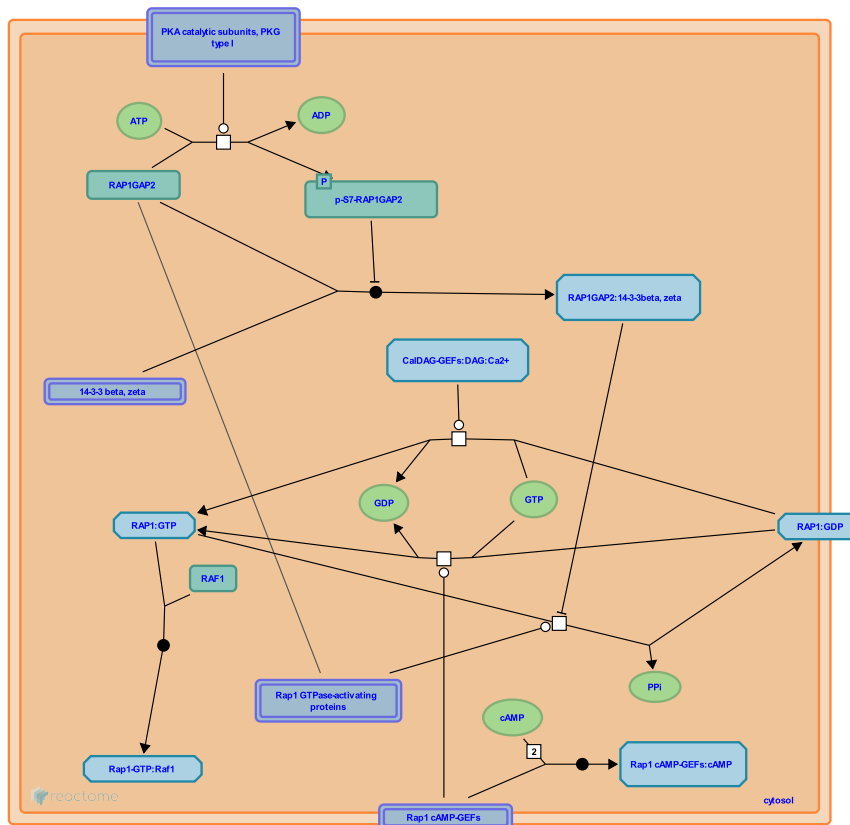 PKA catalytic subunits, PKG
type I
ATP
ADP
RAP1GAP2
P
p-S7-RAP1GAP2
RAP1GAP2:14-3-3beta, zeta
CalDAG-GEFs:DAG:Ca2+
14-3-3 beta, zeta
GDP
GTP
RAP1:GTP
RAP1:GDP
RAF1
Rap1 GTPase-activating
proteins
PPi
cAMP
2
Rap1-GTP:Raf1
Rap1 cAMP-GEFs:cAMP
reactome
cytosol
Rap1 cAMP-GEFs